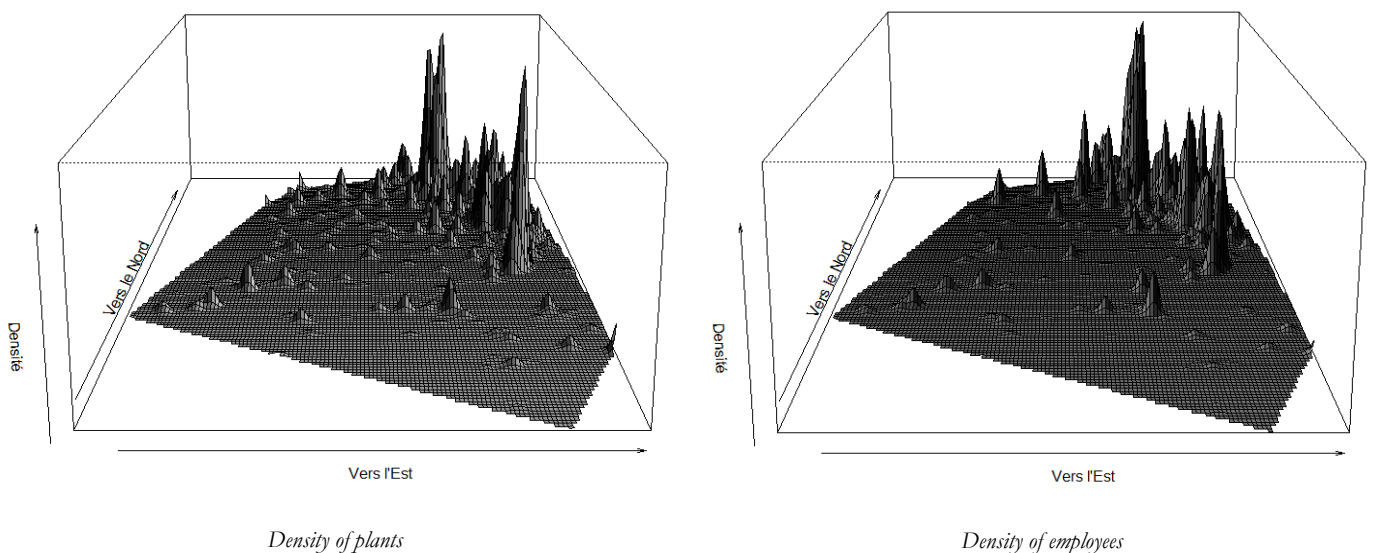 Densité
Vers le Nord
Vers l'Est
Density of plants
Densité
Vers le Nord
Vers l'Est
Density of employees